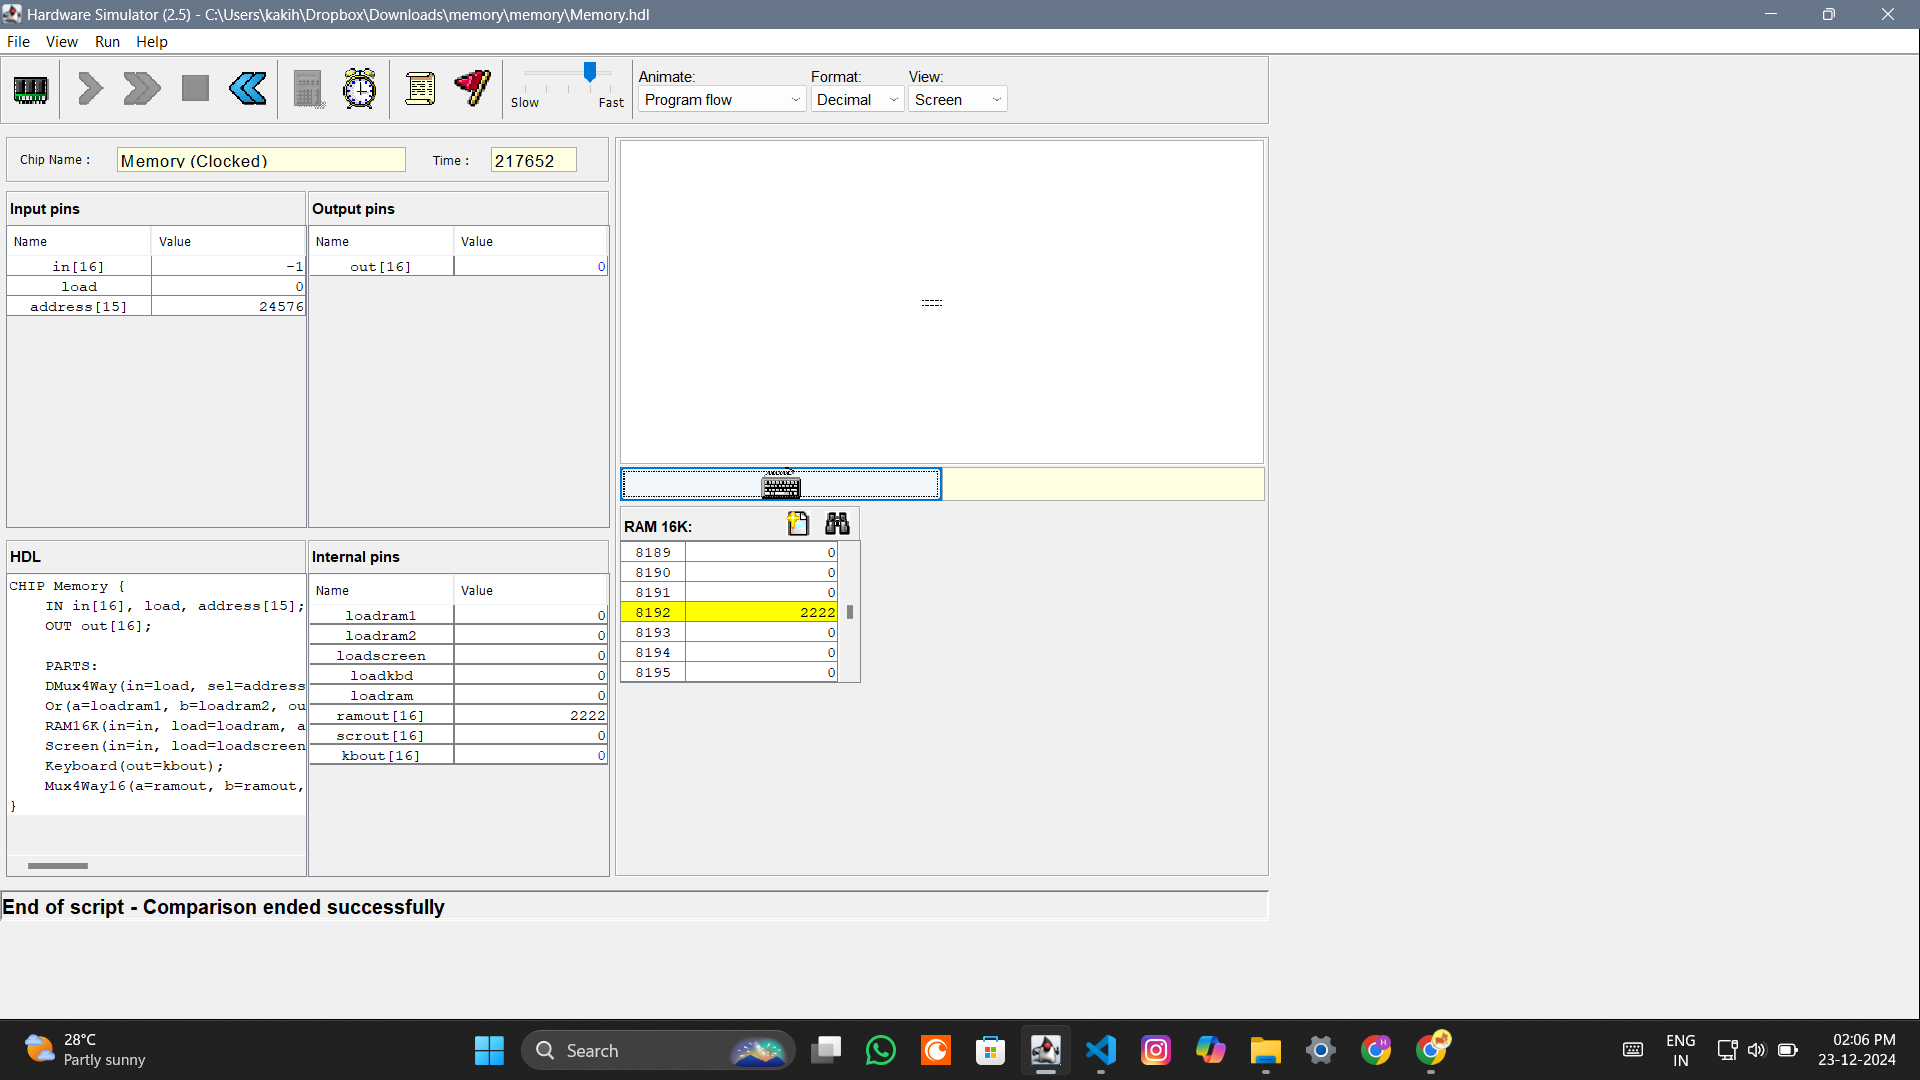 Hardware Simulator (2.5) - C:\Users\kakih\Dropbox\Downloads\memory\memory\Memory.hdl
File View Run Help
Slow Fast
Animate: Format: View:
Program flow Decimal Screen
Chip Name : Memory (Clocked) Time : 217652
Input pins
Name Value
in[16] -1
load 0
address[15] 24576
Output pins
Name Value
out[16] 0
HDL
CHIP Memory {
IN in[16], load, address[15];
OUT out[16];
PARTS:
DMux4Way(in=load, sel=address
Or(a=loadram1, b=loadram2, ou
RAM16K(in=in, load=loadram, a
Screen(in=in, load=loadscreen
Keyboard(out=kbout);
Mux4Way16(a=ramout, b=ramout,
}
Internal pins
Name Value
loadram1 0
loadram2 0
loadscreen 0
loadkbd 0
loadram 0
ramout[16] 2222
scrout[16] 0
kbout[16] 0
RAM 16K:
8189 0
8190 0
8191 0
8192 2222
8193 0
8194 0
8195 0
End of script - Comparison ended successfully
28°C
Partly sunny
Search
ENG
IN
02:06 PM
23-12-2024